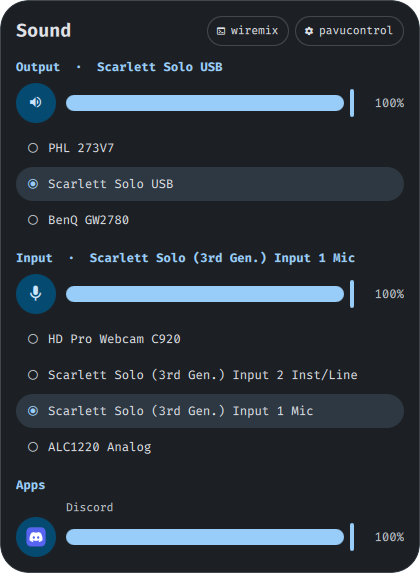 Sound
wiremix
pavucontrol
Output · Scarlett Solo USB
100%
PHL 273V7
Scarlett Solo USB
BenQ GW2780
Input · Scarlett Solo (3rd Gen.) Input 1 Mic
100%
HD Pro Webcam C920
Scarlett Solo (3rd Gen.) Input 2 Inst/Line
Scarlett Solo (3rd Gen.) Input 1 Mic
ALC1220 Analog
Apps
Discord
100%